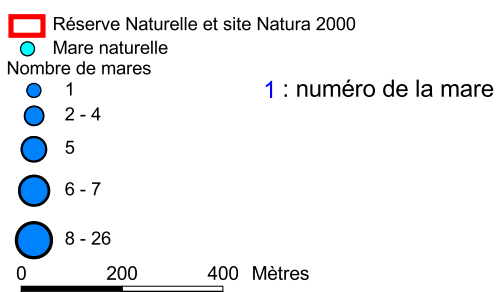 Réserve Naturelle et site Natura 2000
Mare naturelle
Nombre de mares
1
1 : numéro de la mare
2 - 4
5
6 - 7
8 - 26
0 200 400 Mètres